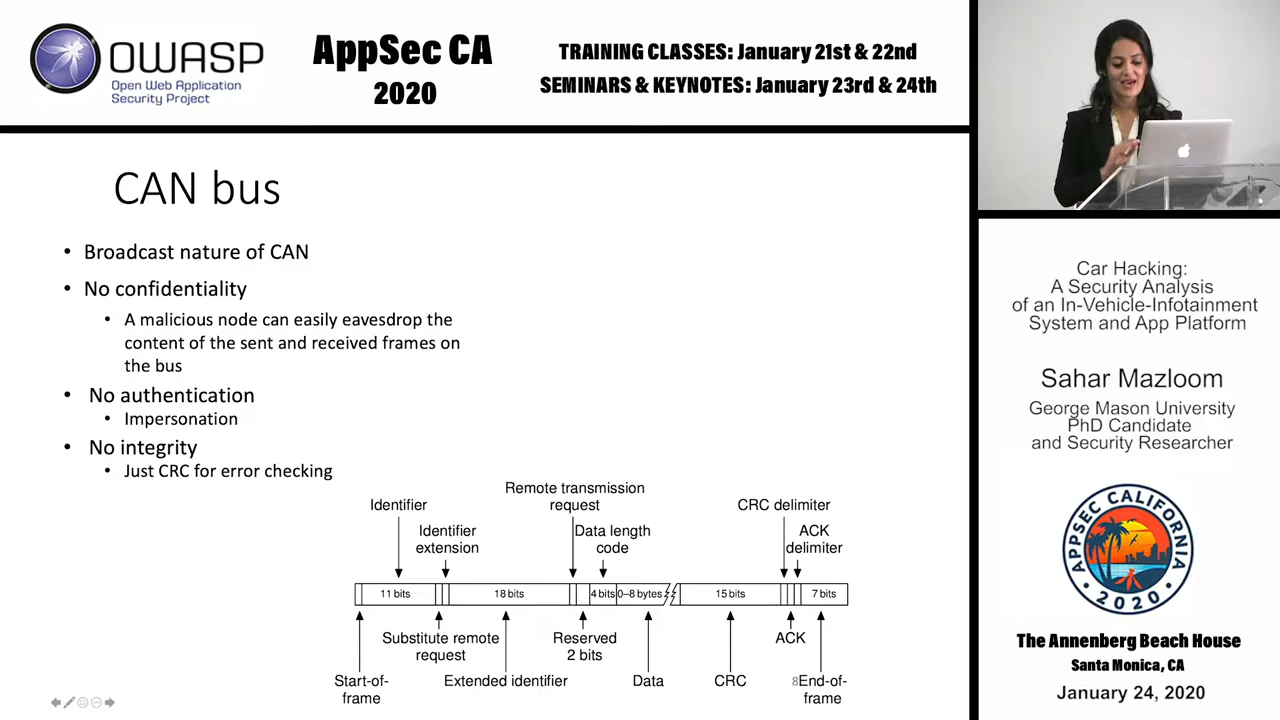 OWASP
Open Web Application
Security Project
AppSec CA
2020
TRAINING CLASSES: January 21st & 22nd
SEMINARS & KEYNOTES: January 23rd & 24th
CAN bus
• Broadcast nature of CAN
• No confidentiality
• A malicious node can easily eavesdrop the
content of the sent and received frames on
the bus
• No authentication
• Impersonation
• No integrity
• Just CRC for error checking
Identifier
Identifier
extension
Remote transmission
request
Data length
code
CRC delimiter
ACK
delimiter
11 bits
18 bits
4 bits
0–8 bytes
15 bits
7 bits
Start-of-
frame
Substitute remote
request
Extended identifier
Reserved
2 bits
Data
CRC
ACK
8
End-of-
frame
Car Hacking:
A Security Analysis
of an In-Vehicle-Infotainment
System and App Platform
Sahar Mazloom
George Mason University
PhD Candidate
and Security Researcher
APPSEC CALIFORNIA
2020
The Annenberg Beach House
Santa Monica, CA
January 24, 2020